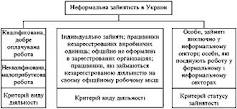 Неформальна зайнятість в Україні
Кваліфікована,
добре
оплачувана
робота
Некваліфікована,
малоприбуткова
робота
Критерій виду
діяльності
Індивідуально зайняті; працівники
незареєстрованих виробничих
одиниць; офіційно не оформлені
в зареєстрованих організаціях;
працівники, які займаються
незареєстрованою діяльністю на
своєму офіційному робочому місці
Критерій виду діяльності
Особи, зайняті
виключно у
неформальному
секторі; особи, які
поєднують роботу у
формальному і
неформальному
секторах
Критерій статусу
зайнятості